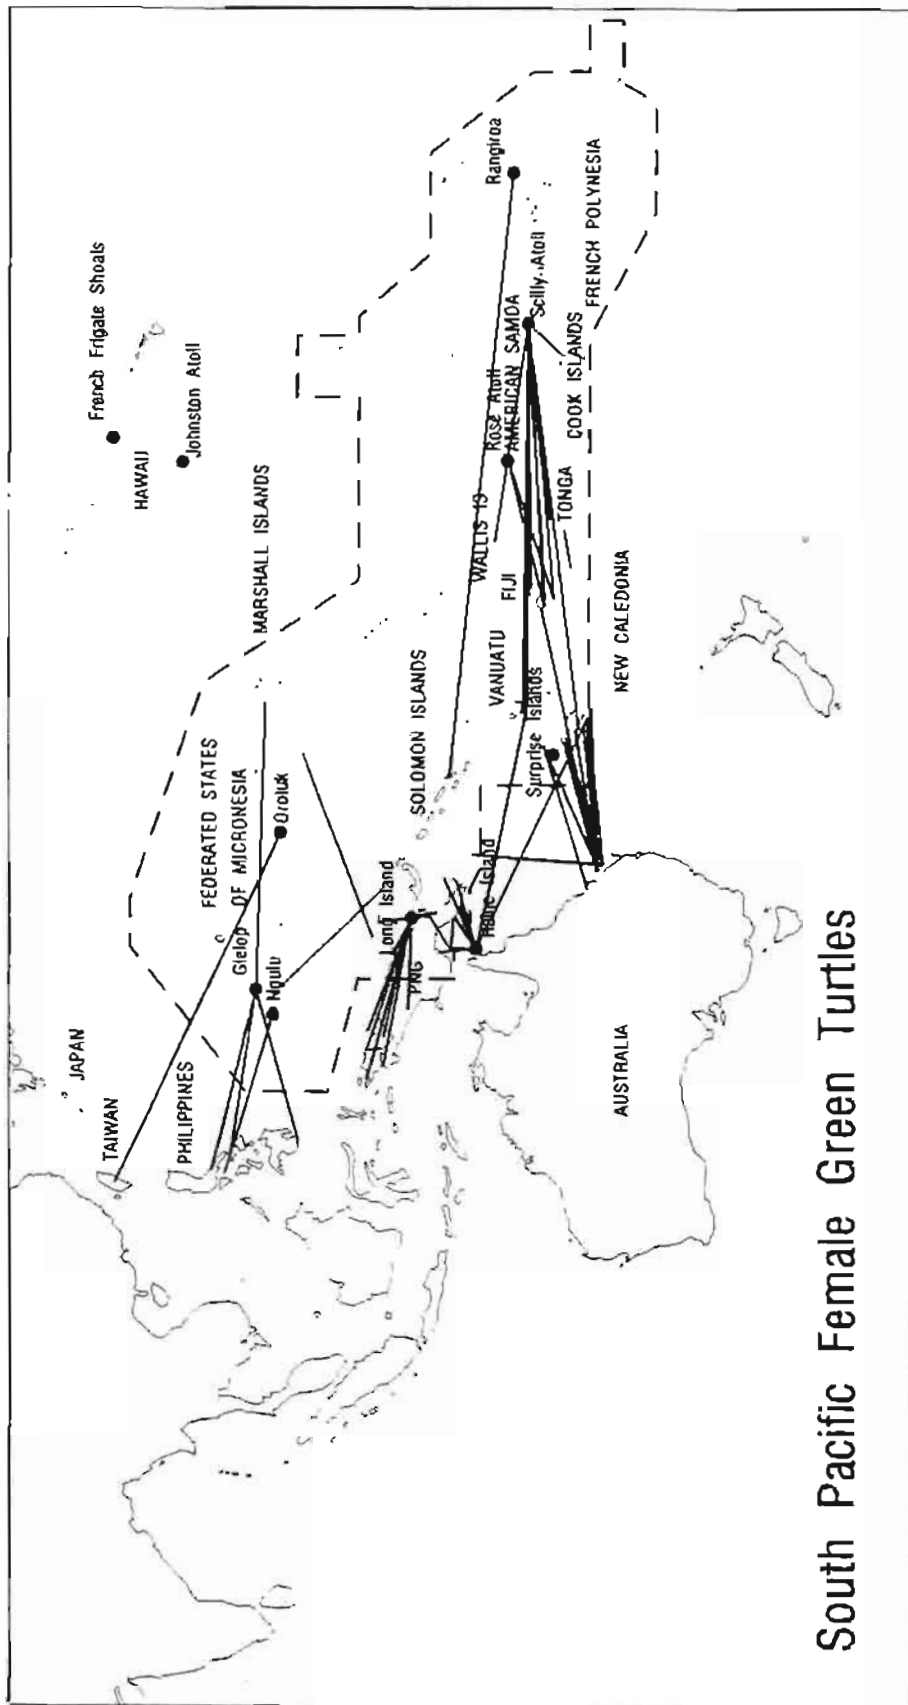 French Frigate Shoals
HAWAII
Johnston Atoll
JAPAN
TAIWAN
PHILIPPINES
MARSHALL ISLANDS
FEDERATED STATES
OF MICRONESIA
Oroluk
Gielop
Ngulu
Long Island
PNG
SOLOMON ISLANDS
Rangiroa
Rose Atoll
AMERICAN SAMOA
Scilly Atoll
WALLIS IS
FIJI
VANUATU
Surprise Islands
Island
TONGA
COOK ISLANDS
FRENCH POLYNESIA
NEW CALEDONIA
AUSTRALIA
South Pacific Female Green Turtles